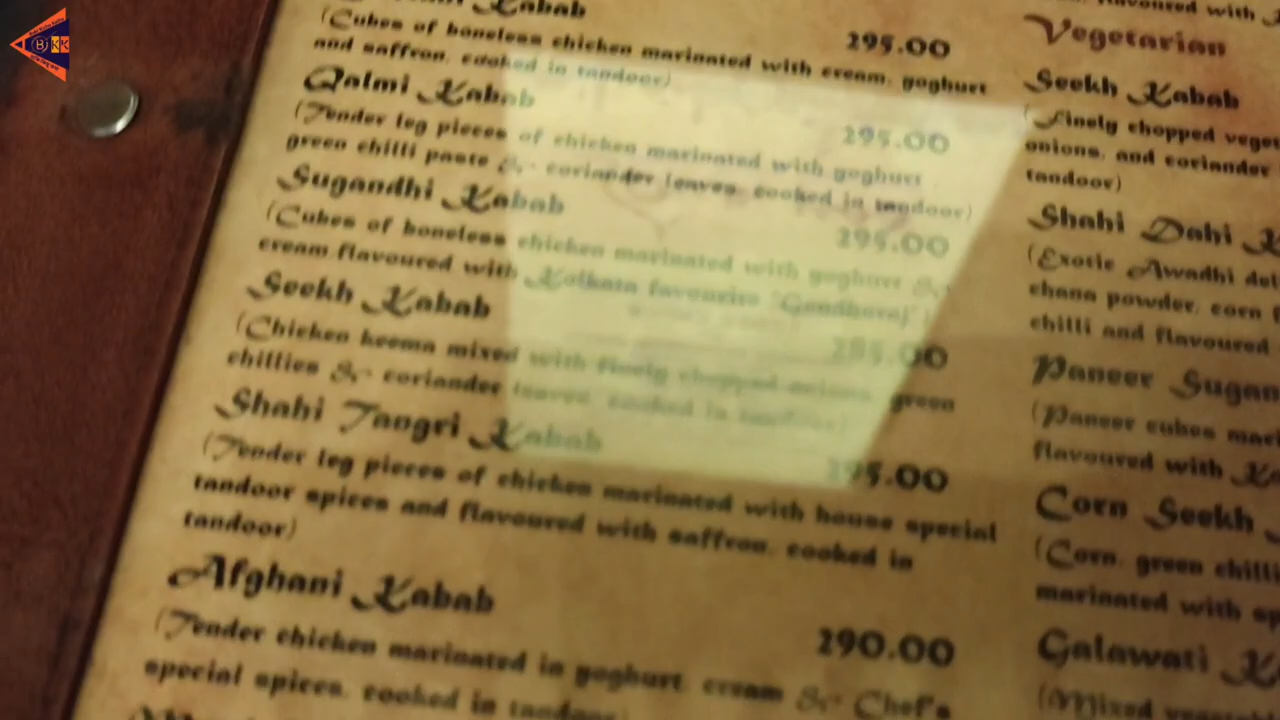 Kabab
295.00
(Cubes of boneless chicken marinated with cream, yoghurt
and saffron, cooked in tandoor)
Qalmi Kabab
295.00
(Tender leg pieces of chicken marinated with yoghurt
green chilli paste & coriander leaves, cooked in tandoor)
Sugandhi Kabab
295.00
(Cubes of boneless chicken marinated with yoghurt &
cream flavoured with Kolkata favourite "Gandharaj")
Seekh Kabab
(Chicken keema mixed with finely chopped onions, green
chillies & coriander leaves, cooked in tandoor)
Shahi Tangri Kabab
(Tender leg pieces of chicken marinated with house special
tandoor spices and flavoured with saffron, cooked in
tandoor)
Afghani Kabab
290.00
(Tender chicken marinated in yoghurt, cream & Chef's
special spices, cooked in tandoor)
flavoured with
Vegetarian
Seekh Kabab
(Finely chopped
onions, and coriander
tandoor)
Shahi Dahi
(Exotic Awadhi
chana powder, corn
chilli and flavoured
Paneer
(Paneer cubes
flavoured with
Corn Seekh
(Corn, green
marinated with
Galawati
(Mixed
BKK